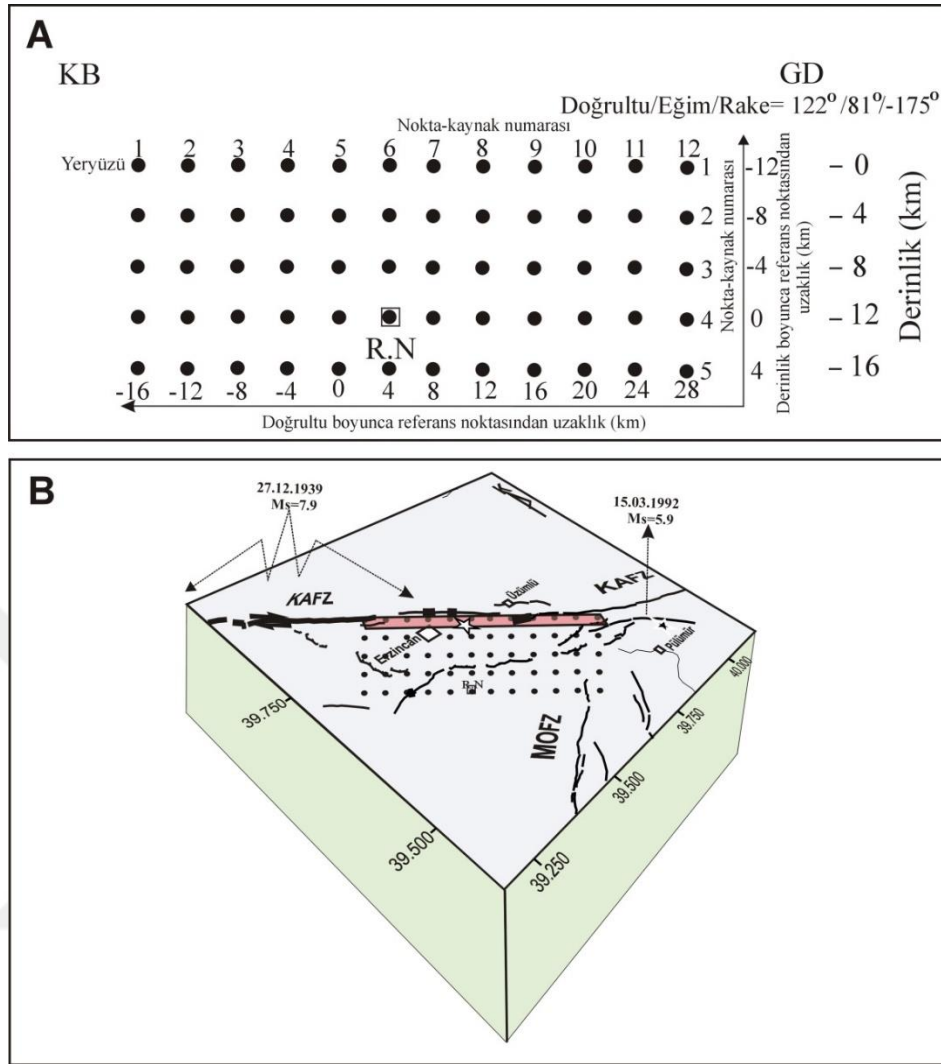 A
KB
GD
Doğrultu/Eğim/Rake= 122°/81°/-175°
Nokta-kaynak numarası
1 2 3 4 5 6 7 8 9 10 11 12
Yeryüzü
1 -12 – 0
2 -8 – 4
3 -4 – 8
4 0 – 12
5 4 – 16
R.N
Nokta-kaynak numarası
Derinlik boyunca referans noktasından
uzaklık (km)
Derinlik (km)
-16 -12 -8 -4 0 4 8 12 16 20 24 28
Doğrultu boyunca referans noktasından uzaklık (km)
B
27.12.1939
Ms=7.9
15.03.1992
Ms=5.9
K
KAFZ
Üzümlü
KAFZ
Erzincan
Pülümür
R.N
MOFZ
39.750
39.500
39.250
39.500
39.750
40.000